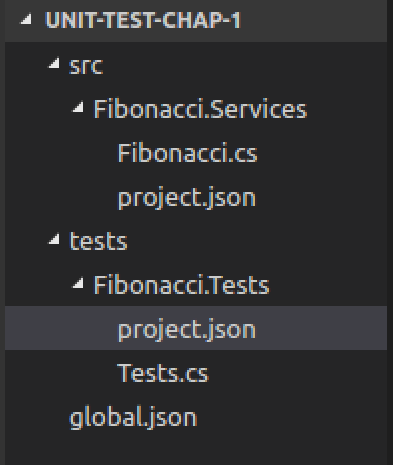 UNIT-TEST-CHAP-1
src
Fibonacci.Services
Fibonacci.cs
project.json
tests
Fibonacci.Tests
project.json
Tests.cs
global.json